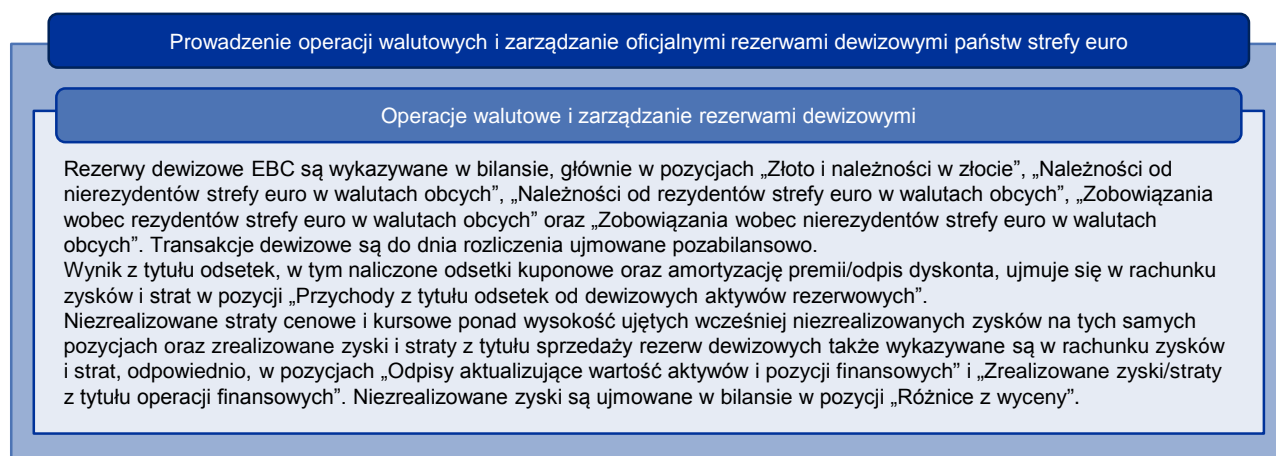 Prowadzenie operacji walutowych i zarządzanie oficjalnymi rezerwami dewizowymi państw strefy euro
Operacje walutowe i zarządzanie rezerwami dewizowymi
Rezerwy dewizowe EBC są wykazywane w bilansie, głównie w pozycjach „Złoto i należności w złocie”, „Należności od
nierezydentów strefy euro w walutach obcych”, „Należności od rezydentów strefy euro w walutach obcych”, „Zobowiązania
wobec rezydentów strefy euro w walutach obcych” oraz „Zobowiązania wobec nierezydentów strefy euro w walutach
obcych”. Transakcje dewizowe są do dnia rozliczenia ujmowane pozabilansowo.
Wynik z tytułu odsetek, w tym naliczone odsetki kuponowe oraz amortyzację premii/odpis dyskonta, ujmuje się w rachunku
zysków i strat w pozycji „Przychody z tytułu odsetek od dewizowych aktywów rezerwowych”.
Niezrealizowane straty cenowe i kursowe ponad wysokość ujętych wcześniej niezrealizowanych zysków na tych samych
pozycjach oraz zrealizowane zyski i straty z tytułu sprzedaży rezerw dewizowych także wykazywane są w rachunku zysków
i strat, odpowiednio, w pozycjach „Odpisy aktualizujące wartość aktywów i pozycji finansowych” i „Zrealizowane zyski/straty
z tytułu operacji finansowych”. Niezrealizowane zyski są ujmowane w bilansie w pozycji „Różnice z wyceny”.